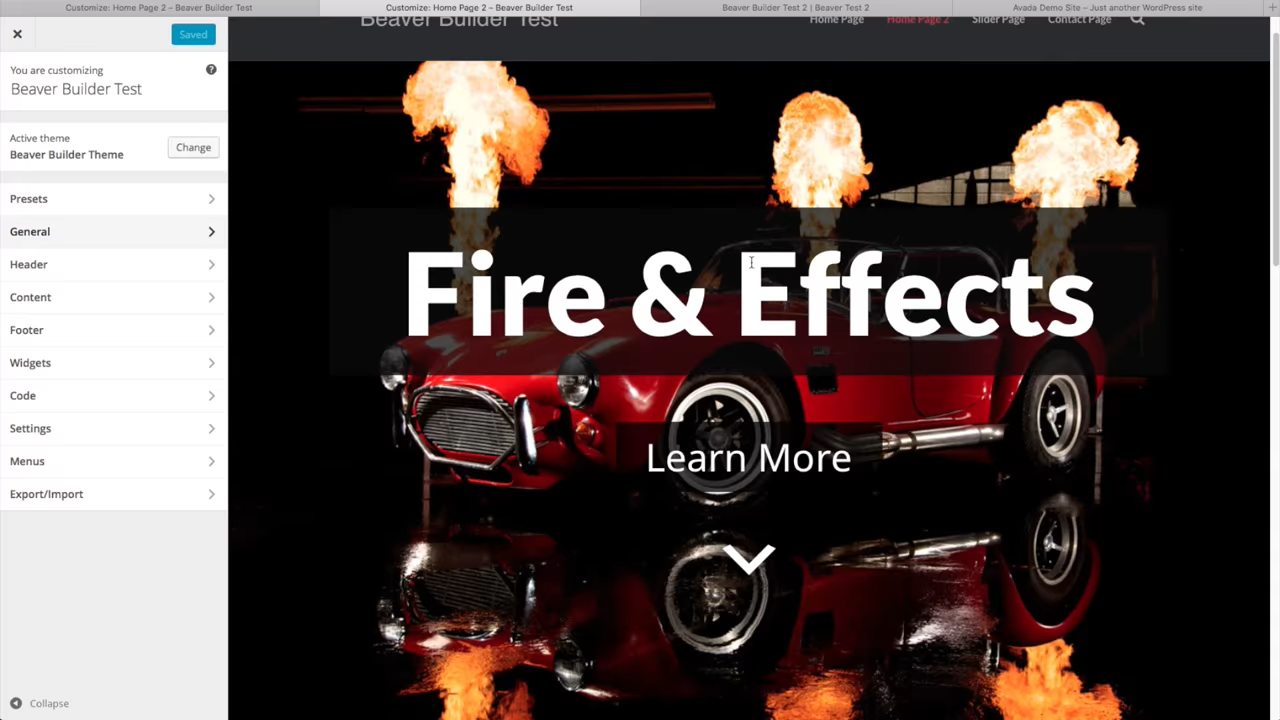 Customize: Home Page 2 – Beaver Builder Test
Customize: Home Page 2 – Beaver Builder Test
Beaver Builder Test 2 | Beaver Test 2
Avada Demo Site – Just another WordPress site
Saved
You are customizing
Beaver Builder Test
Active theme
Beaver Builder Theme
Change
Presets
General
Header
Content
Footer
Widgets
Code
Settings
Menus
Export/Import
Collapse
Beaver Builder Test
Home Page
Home Page 2
Slider Page
Contact Page
Fire & Effects
Learn More